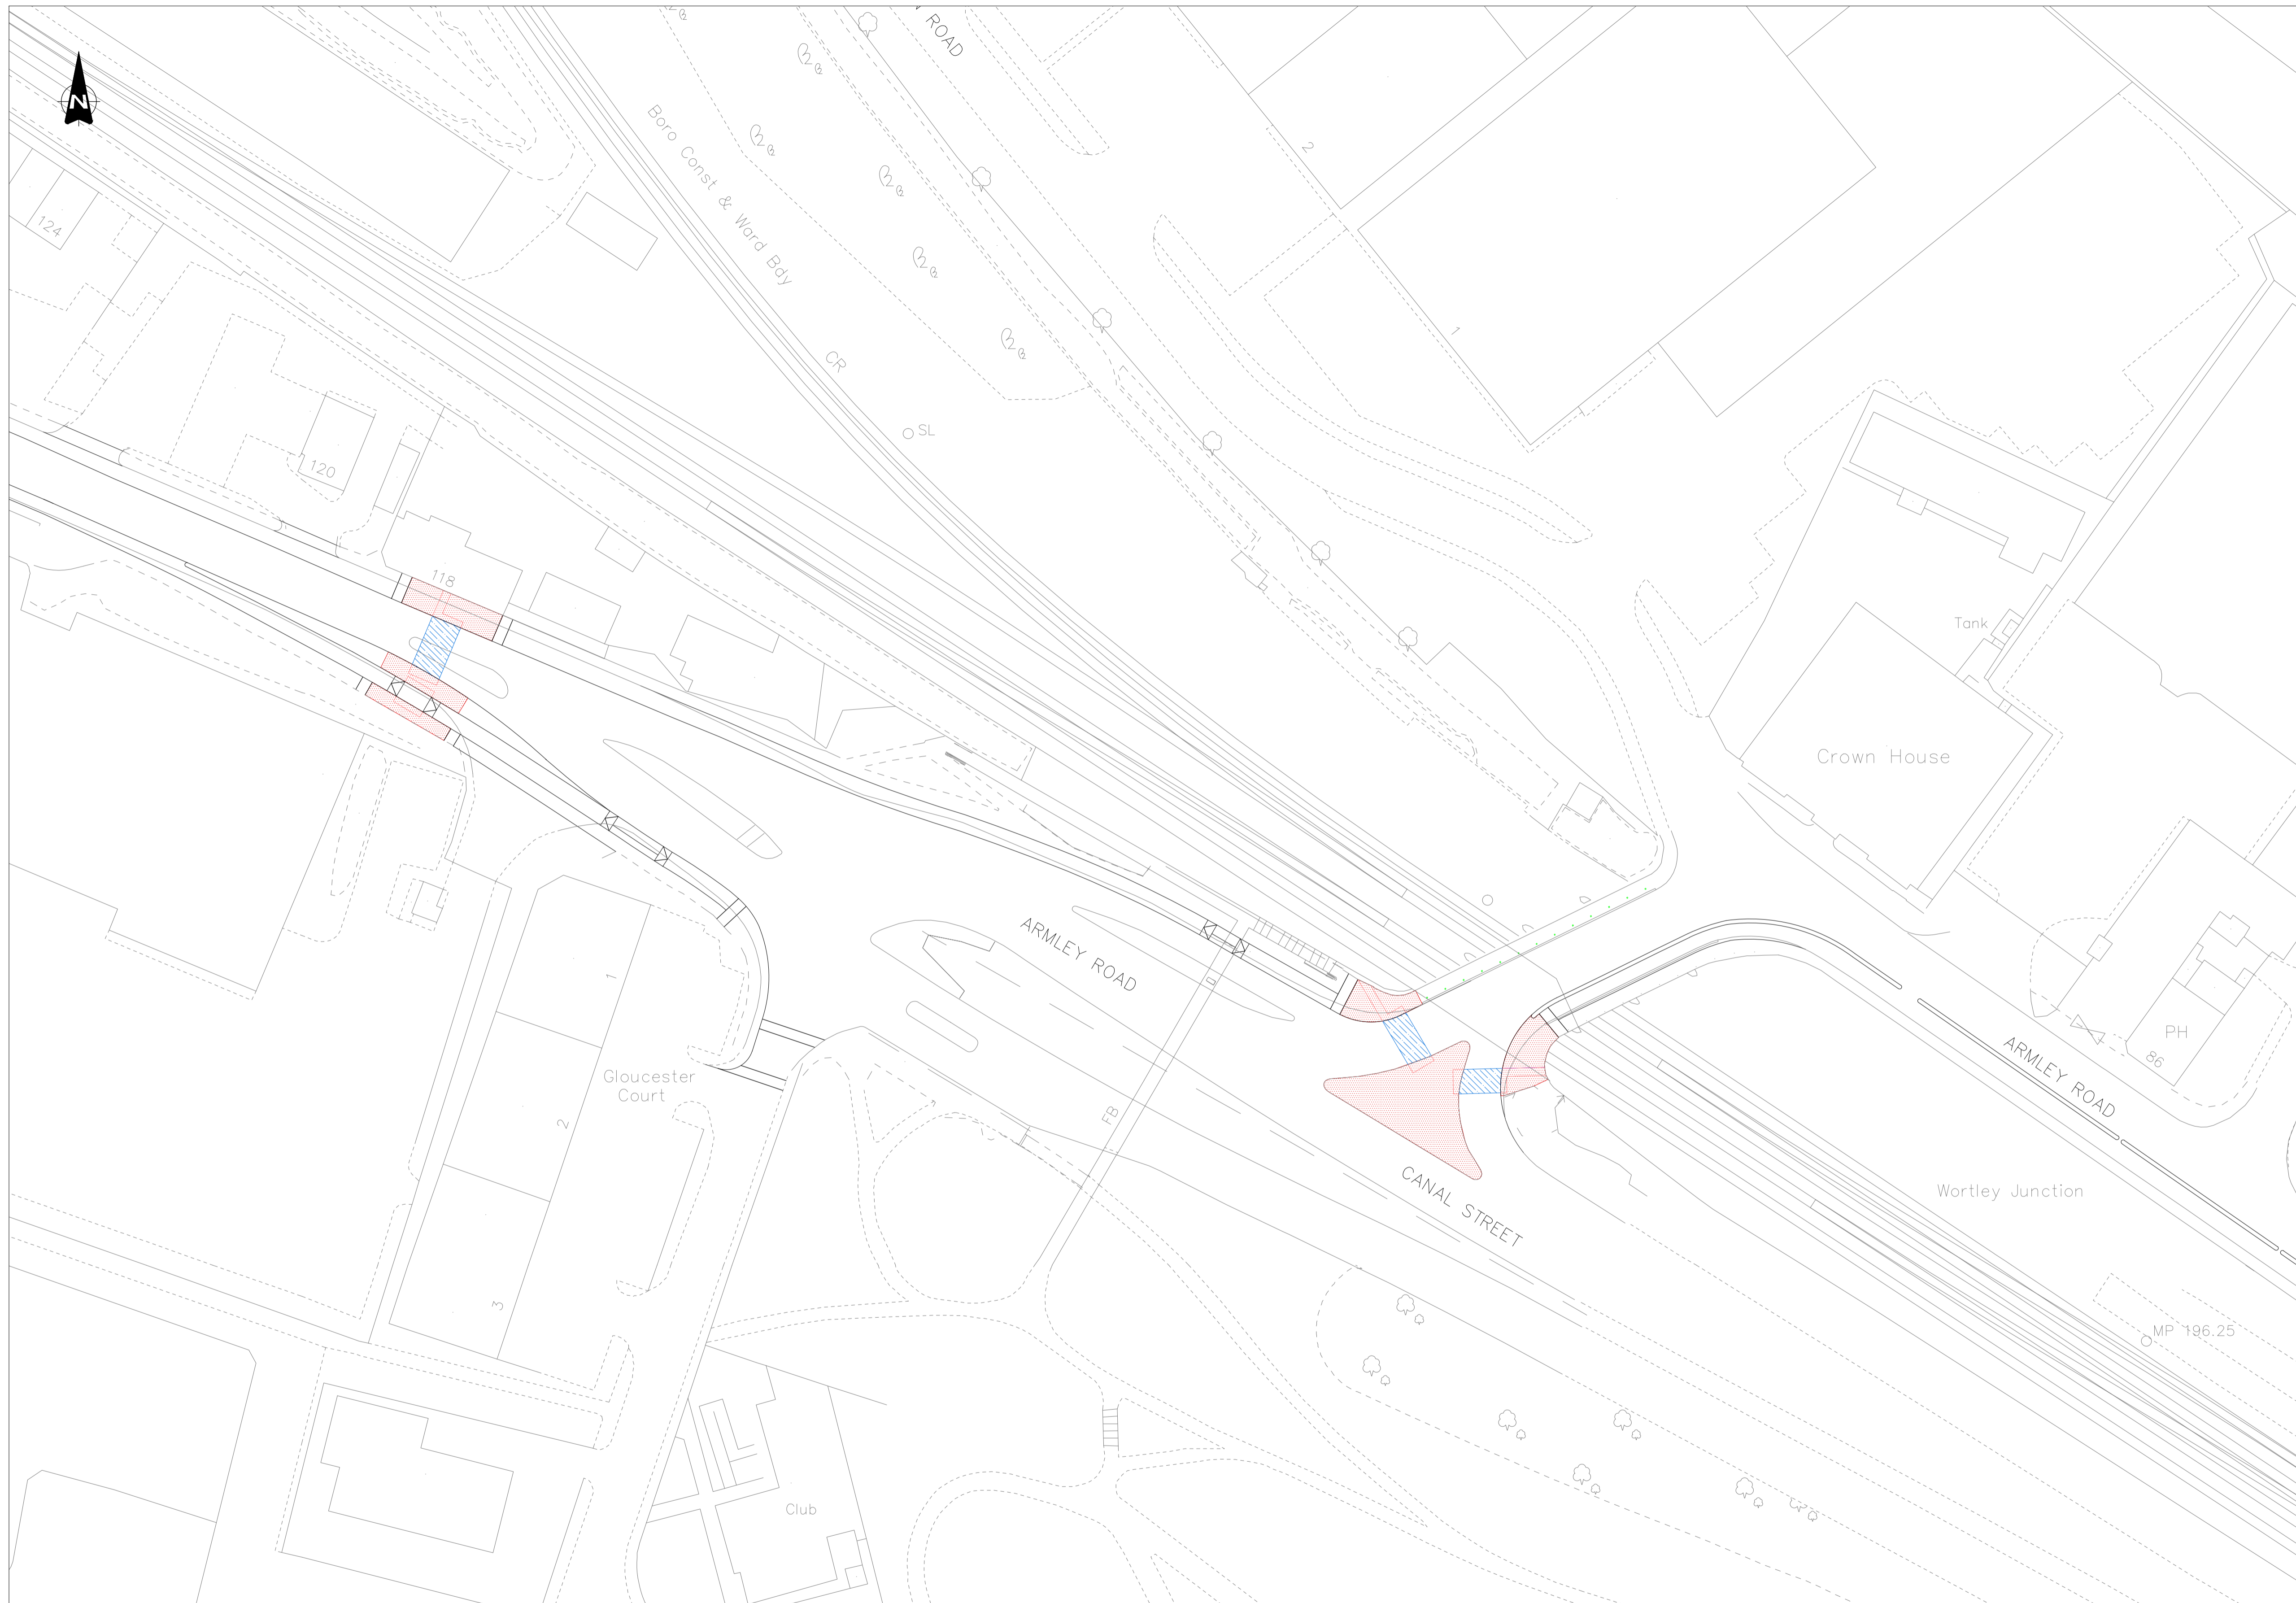 ROAD
N
2
Boro Const & Ward Bdy
124
1
CR
SL
120
118
Tank
Crown House
ARMLEY ROAD
PH
86
ARMLEY ROAD
1
Gloucester
Court
2
FB
CANAL STREET
Wortley Junction
3
MP 196.25
Club